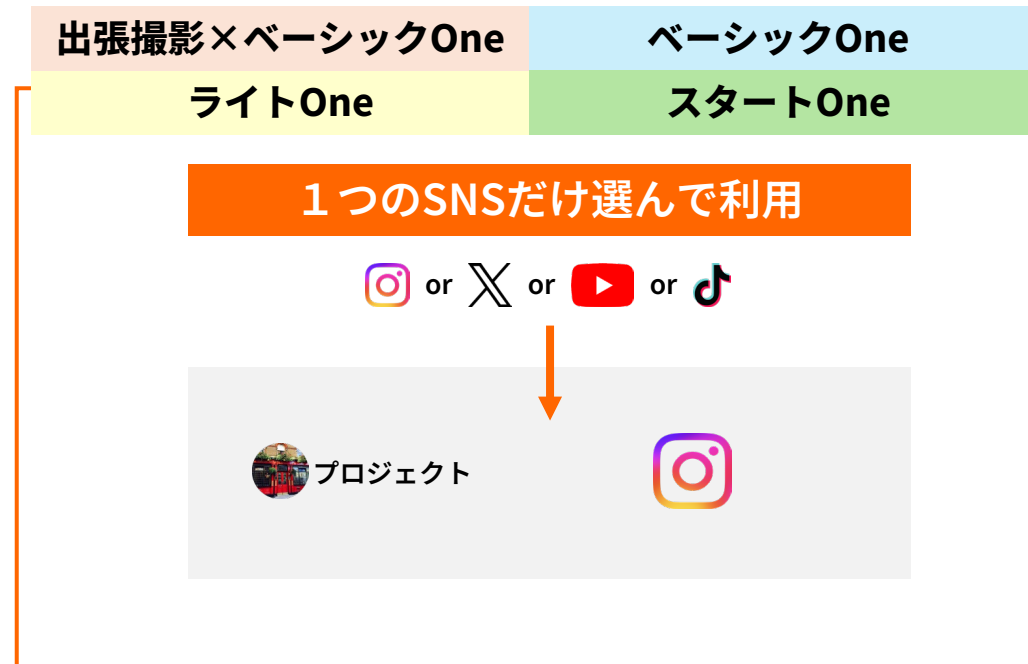 出張撮影×ベーシックOne
ベーシックOne
ライトOne
スタートOne
１つのSNSだけ選んで利用
or or or
プロジェクト